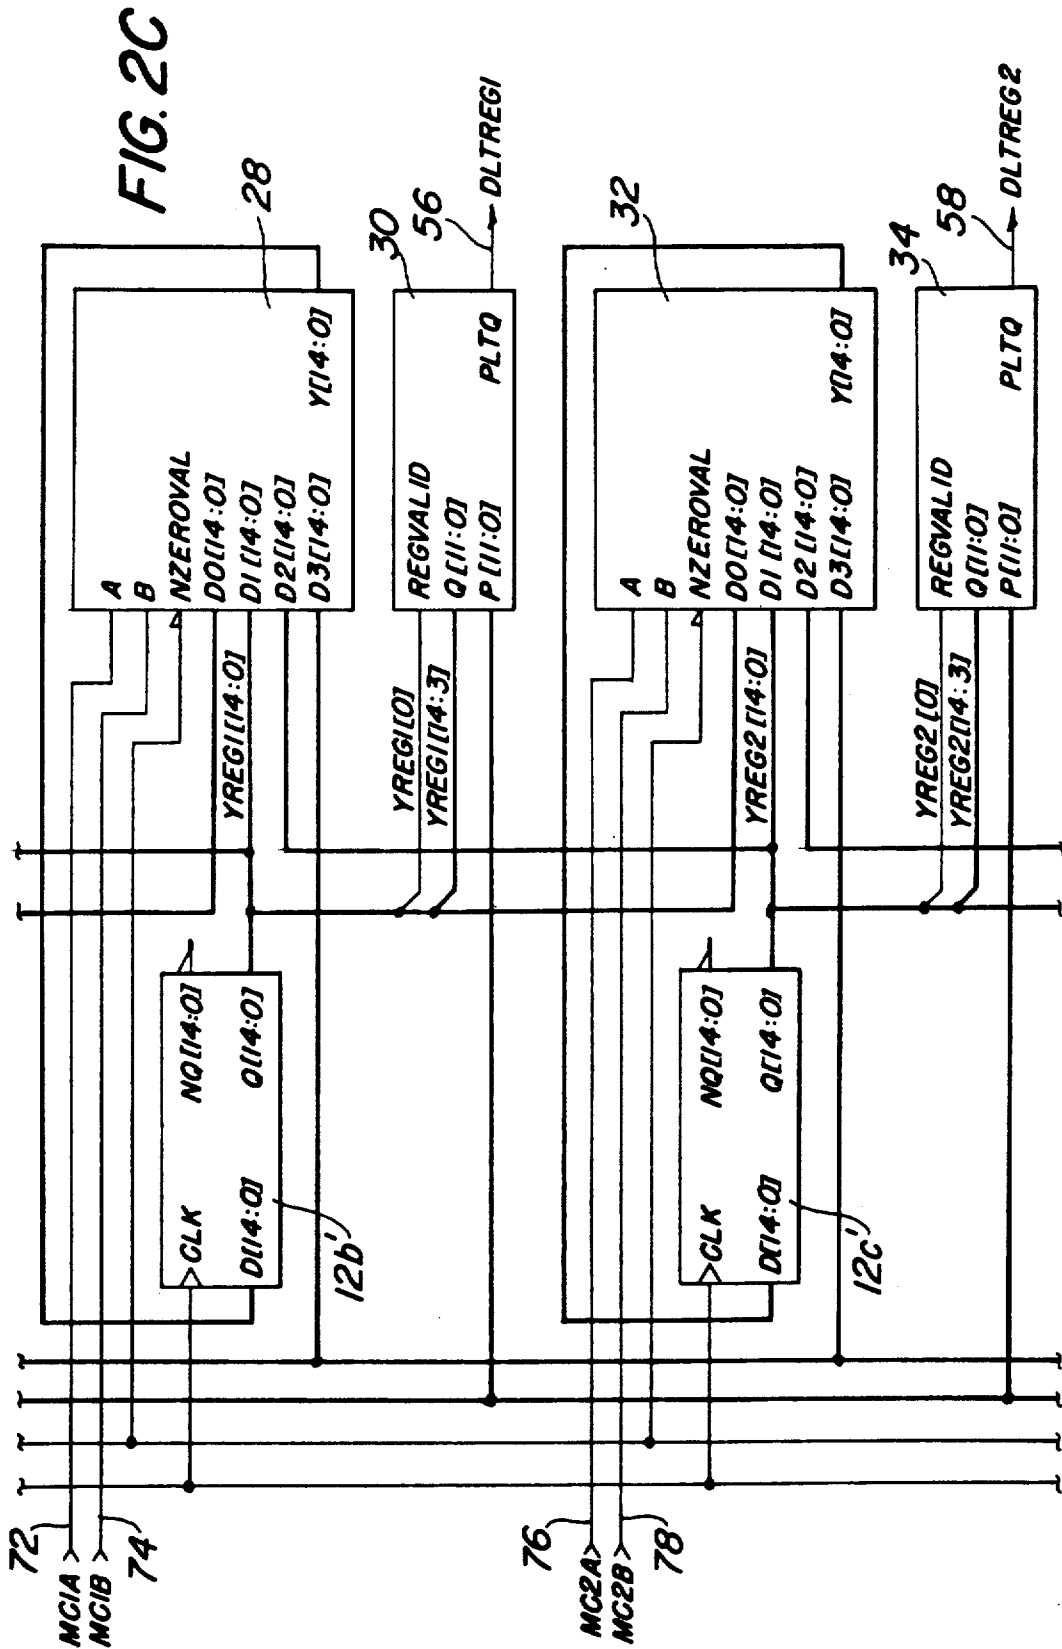 FIG. 2C
72
MC1A
MC1B
74
CLK
D[14:0]
NQ[14:0]
Q[14:0]
12b'
YREG1[14:0]
A
B
NZEROVAL
D0[14:0]
D1[14:0]
D2[14:0]
D3[14:0]
Y[14:0]
28
YREG1[0]
YREG1[14:3]
REGVALID
Q[11:0]
P[11:0]
PLTQ
30
56
DLTREG1
76
MC2A
MC2B
78
CLK
D[14:0]
NQ[14:0]
Q[14:0]
12c'
YREG2[14:0]
A
B
NZEROVAL
D0[14:0]
D1[14:0]
D2[14:0]
D3[14:0]
Y[14:0]
32
YREG2[0]
YREG2[14:3]
REGVALID
Q[11:0]
P[11:0]
PLTQ
34
58
DLTREG2